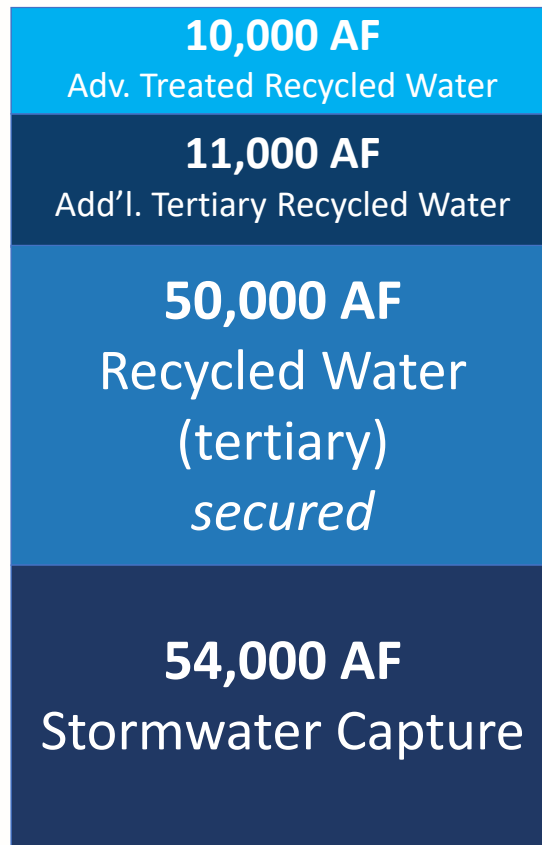 10,000 AF
Adv. Treated Recycled Water
11,000 AF
Add’l. Tertiary Recycled Water
50,000 AF
Recycled Water
(tertiary)
secured
54,000 AF
Stormwater Capture